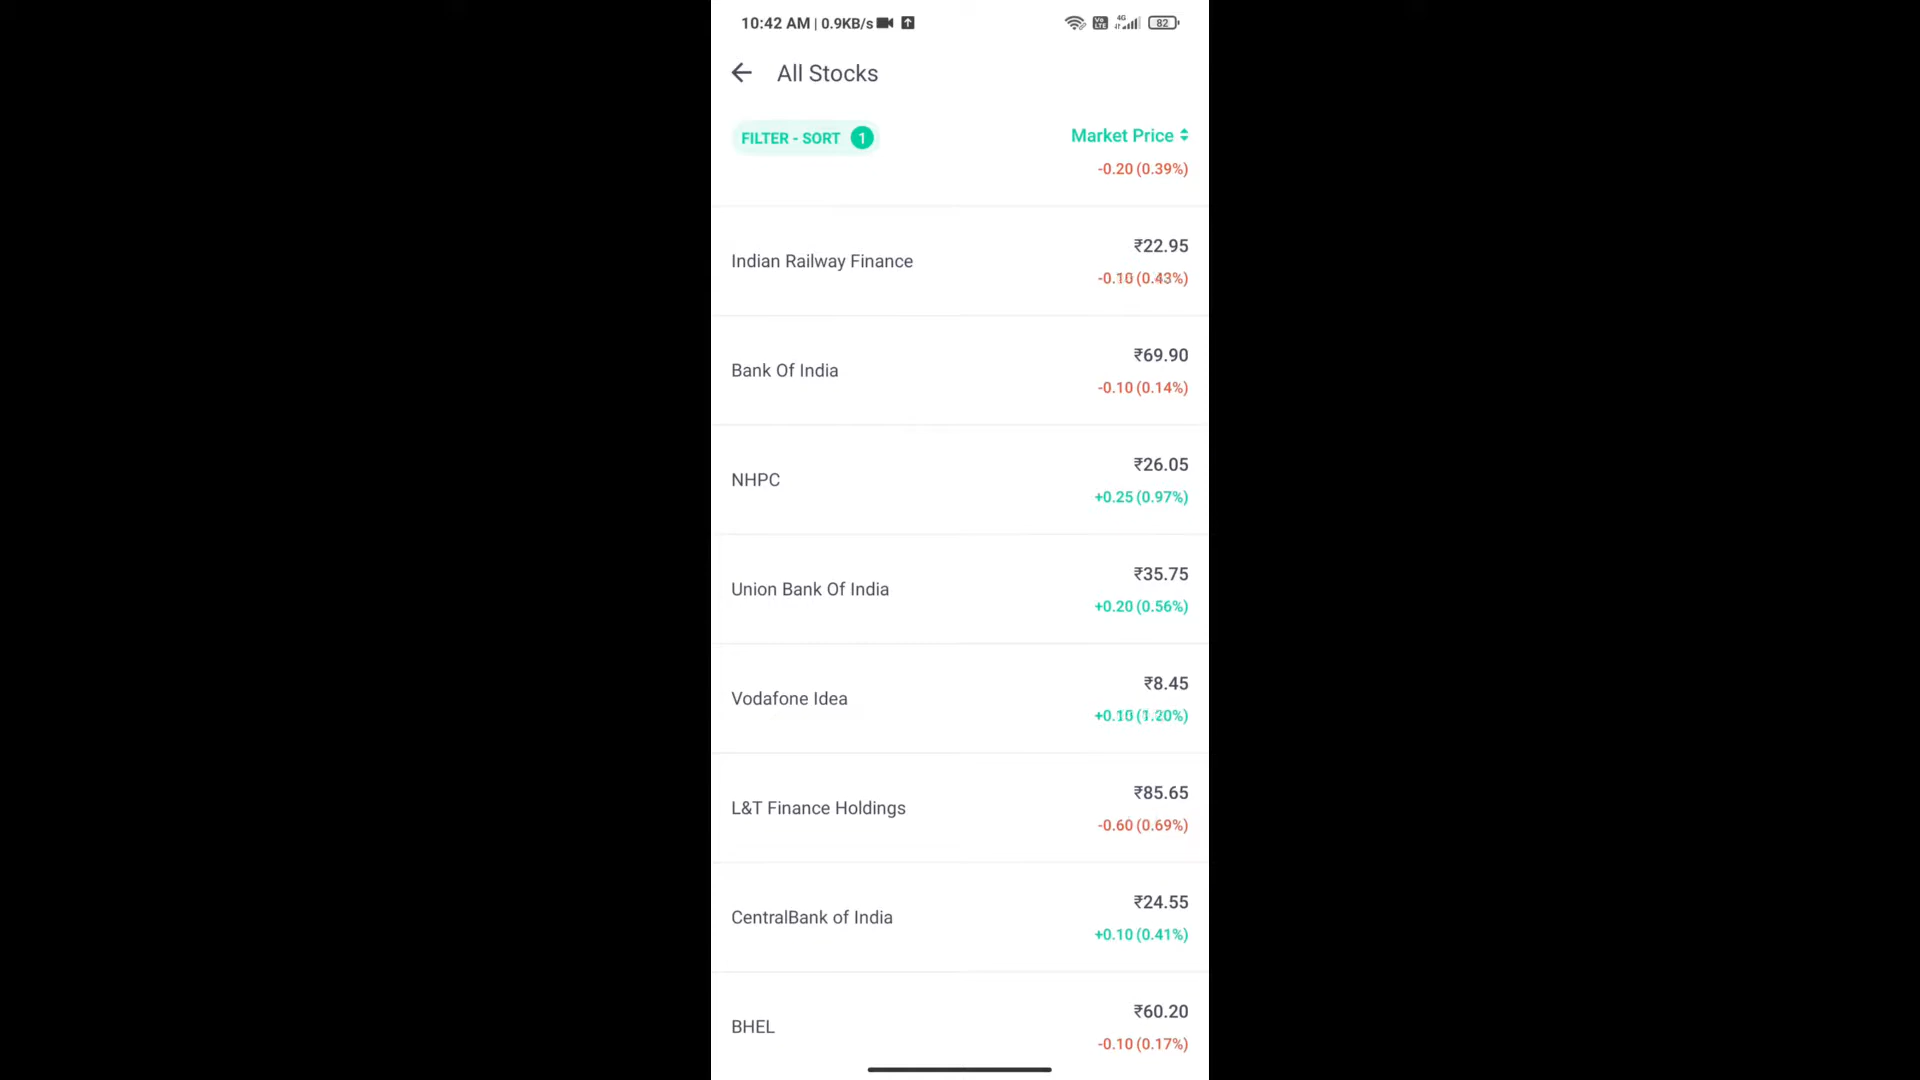 10:42 AM | 0.9KB/s
4G
Vo LTE
82
All Stocks
FILTER - SORT 1
Market Price
-0.20 (0.39%)
Indian Railway Finance
₹22.95
-0.10 (0.43%)
Bank Of India
₹69.90
-0.10 (0.14%)
NHPC
₹26.05
+0.25 (0.97%)
Union Bank Of India
₹35.75
+0.20 (0.56%)
Vodafone Idea
₹8.45
+0.10 (1.20%)
L&T Finance Holdings
₹85.65
-0.60 (0.69%)
CentralBank of India
₹24.55
+0.10 (0.41%)
BHEL
₹60.20
-0.10 (0.17%)